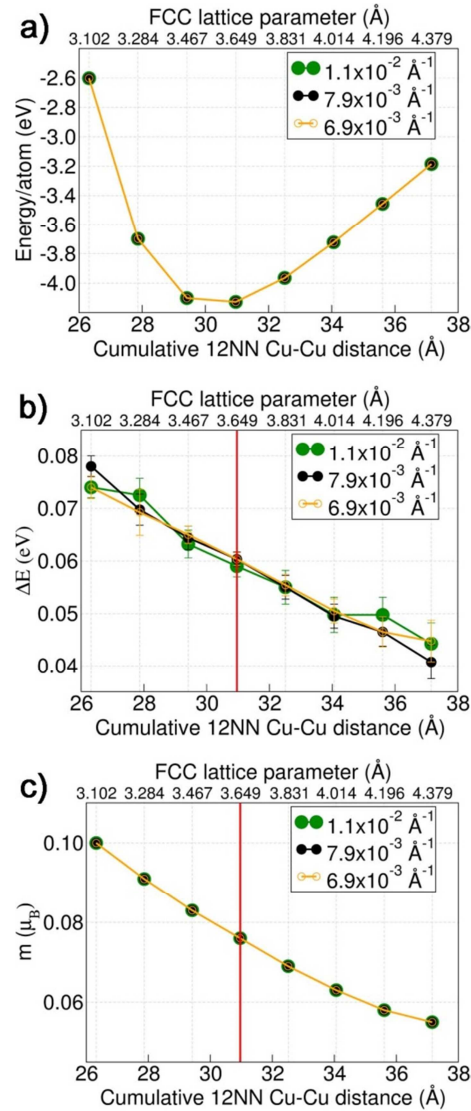 a)
FCC lattice parameter (Å)
3.102 3.284 3.467 3.649 3.831 4.014 4.196 4.379
1.1x10⁻² Å⁻¹
7.9x10⁻³ Å⁻¹
6.9x10⁻³ Å⁻¹
Energy/atom (eV)
-2.6
-2.8
-3.0
-3.2
-3.4
-3.6
-3.8
-4.0
26 28 30 32 34 36 38
Cumulative 12NN Cu-Cu distance (Å)
b)
FCC lattice parameter (Å)
3.102 3.284 3.467 3.649 3.831 4.014 4.196 4.379
1.1x10⁻² Å⁻¹
7.9x10⁻³ Å⁻¹
6.9x10⁻³ Å⁻¹
ΔE (eV)
0.08
0.07
0.06
0.05
0.04
26 28 30 32 34 36 38
Cumulative 12NN Cu-Cu distance (Å)
c)
FCC lattice parameter (Å)
3.102 3.284 3.467 3.649 3.831 4.014 4.196 4.379
1.1x10⁻² Å⁻¹
7.9x10⁻³ Å⁻¹
6.9x10⁻³ Å⁻¹
m (μ_B)
0.10
0.08
0.06
26 28 30 32 34 36 38
Cumulative 12NN Cu-Cu distance (Å)